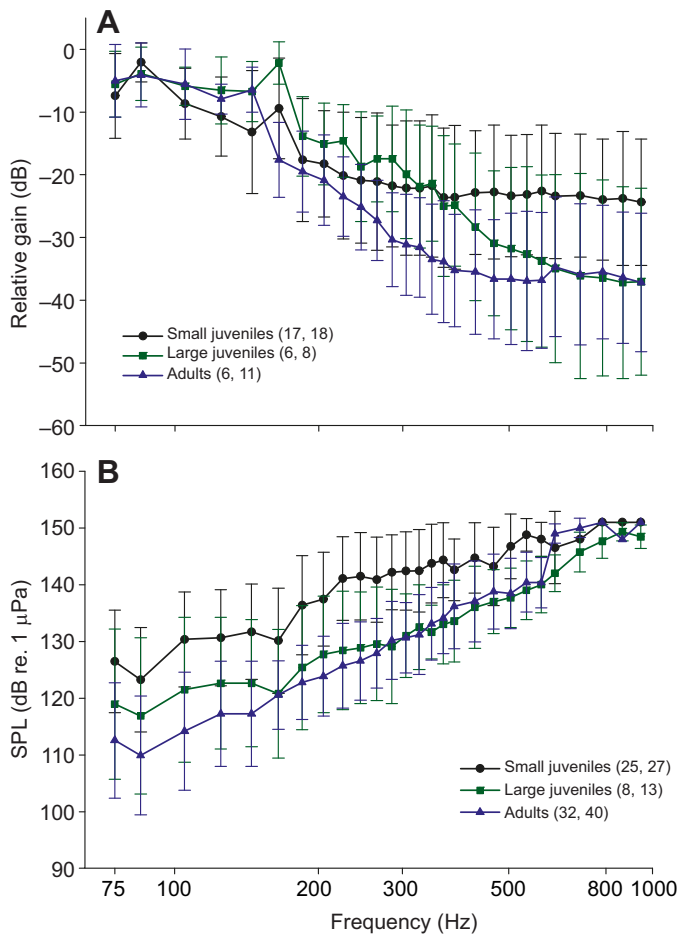 A
0
–10
–20
–30
–40
–50
–60
Relative gain (dB)
Small juveniles (17, 18)
Large juveniles (6, 8)
Adults (6, 11)
B
160
150
140
130
120
110
100
90
SPL (dB re. 1 μPa)
Small juveniles (25, 27)
Large juveniles (8, 13)
Adults (32, 40)
75 100 200 300 500 800 1000
Frequency (Hz)